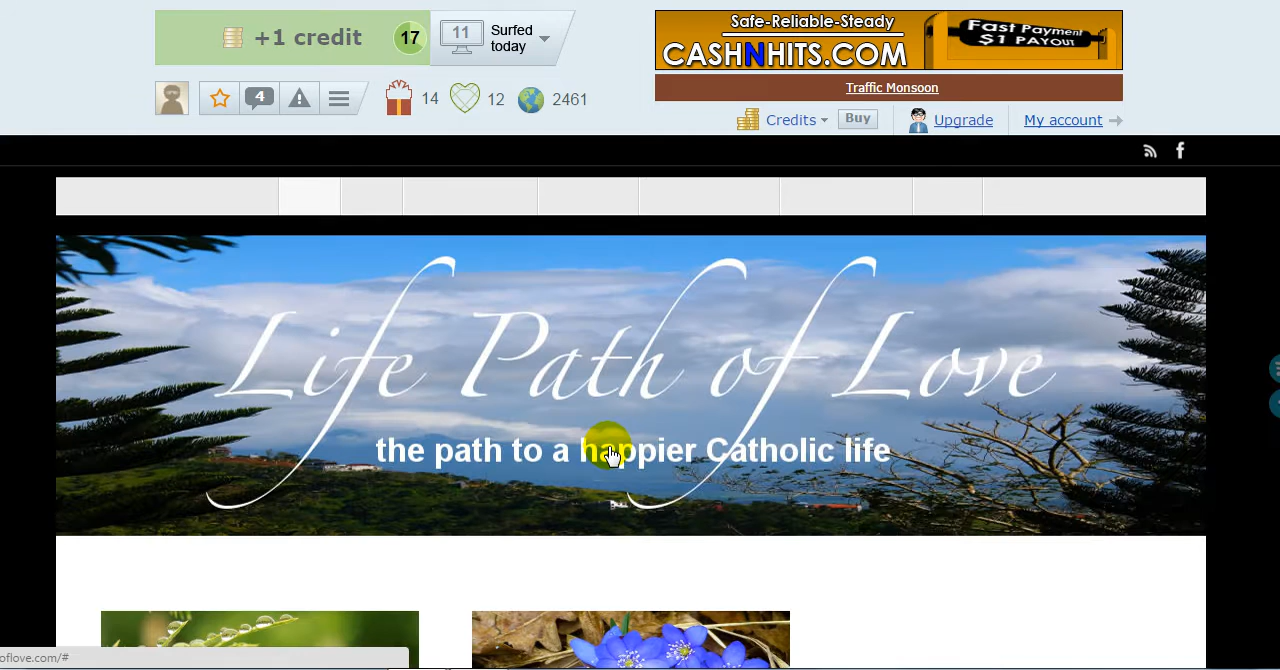 +1 credit
17
11
Surfed
today
Safe-Reliable-Steady
CASHNHITS.COM
Fast Payment
$1 PAYOUT
4
14
12
2461
Traffic Monsoon
Credits
Buy
Upgrade
My account
Life Path of Love
the path to a happier Catholic life
oflove.com/#